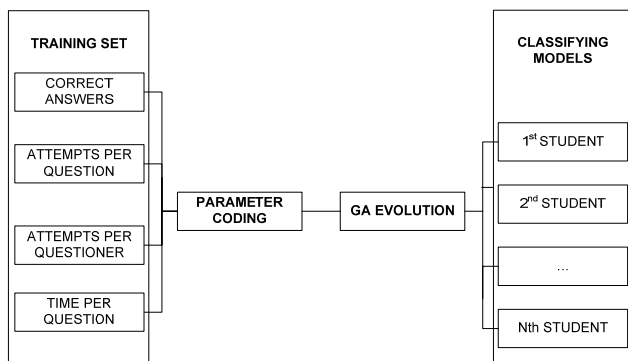 TRAINING SET
CORRECT
ANSWERS
ATTEMPTS PER
QUESTION
ATTEMPTS PER
QUESTIONER
TIME PER
QUESTION
PARAMETER
CODING
GA EVOLUTION
CLASSIFYING
MODELS
1st STUDENT
2nd STUDENT
...
Nth STUDENT